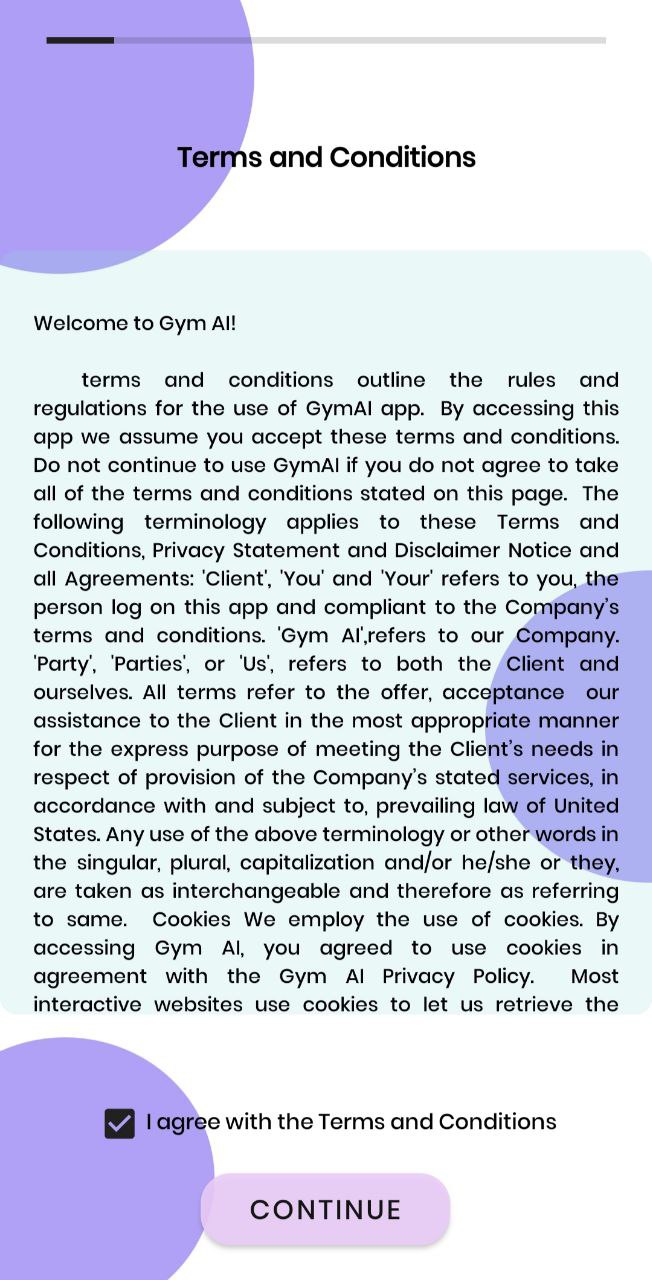 Terms and Conditions
Welcome to Gym AI!
terms and conditions outline the rules and
regulations for the use of GymAI app. By accessing this
app we assume you accept these terms and conditions.
Do not continue to use GymAI if you do not agree to take
all of the terms and conditions stated on this page. The
following terminology applies to these Terms and
Conditions, Privacy Statement and Disclaimer Notice and
all Agreements: 'Client', 'You' and 'Your' refers to you, the
person log on this app and compliant to the Company's
terms and conditions. 'Gym AI',refers to our Company.
'Party', 'Parties', or 'Us', refers to both the Client and
ourselves. All terms refer to the offer, acceptance our
assistance to the Client in the most appropriate manner
for the express purpose of meeting the Client's needs in
respect of provision of the Company's stated services, in
accordance with and subject to, prevailing law of United
States. Any use of the above terminology or other words in
the singular, plural, capitalization and/or he/she or they,
are taken as interchangeable and therefore as referring
to same. Cookies We employ the use of cookies. By
accessing Gym AI, you agreed to use cookies in
agreement with the Gym AI Privacy Policy. Most
interactive websites use cookies to let us retrieve the
I agree with the Terms and Conditions
CONTINUE